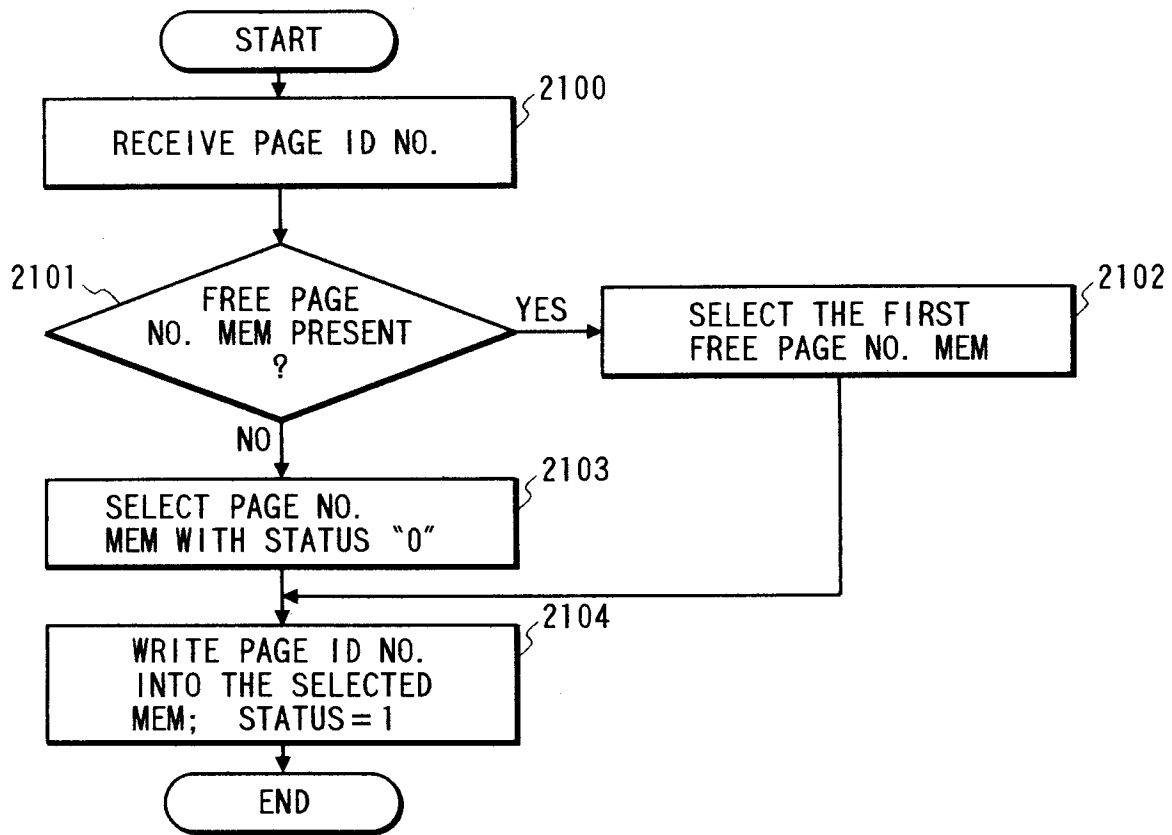 START
2100
RECEIVE PAGE ID NO.
2101
FREE PAGE
NO. MEM PRESENT
?
YES
2102
SELECT THE FIRST
FREE PAGE NO. MEM
NO
2103
SELECT PAGE NO.
MEM WITH STATUS "0"
2104
WRITE PAGE ID NO.
INTO THE SELECTED
MEM; STATUS=1
END